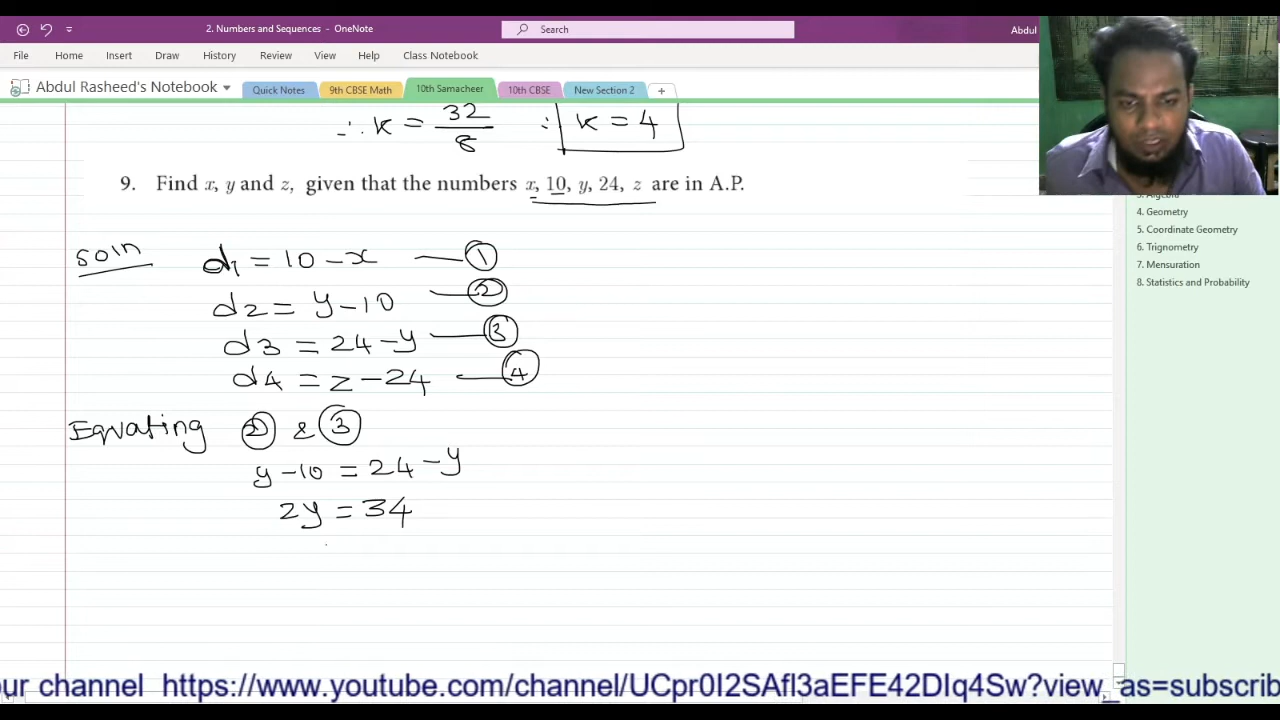 2. Numbers and Sequences - OneNote
Search
Abdul
File Home Insert Draw History Review View Help Class Notebook
Abdul Rasheed's Notebook
Quick Notes
9th CBSE Math
10th Samacheer
10th CBSE
New Section 2
∴ K = 32/8 ∴ K = 4
9. Find x, y and z, given that the numbers x, 10, y, 24, z are in A.P.
Soln
d1 = 10 - x — 1
d2 = y - 10 — 2
d3 = 24 - y — 3
d4 = z - 24 — 4
Equating 2 & 3
y - 10 = 24 - y
2y = 34
3. Algebra
4. Geometry
5. Coordinate Geometry
6. Trignometry
7. Mensuration
8. Statistics and Probability
our channel https://www.youtube.com/channel/UCpr0I2SAfl3aEFE42DIq4Sw?view_as=subscrib